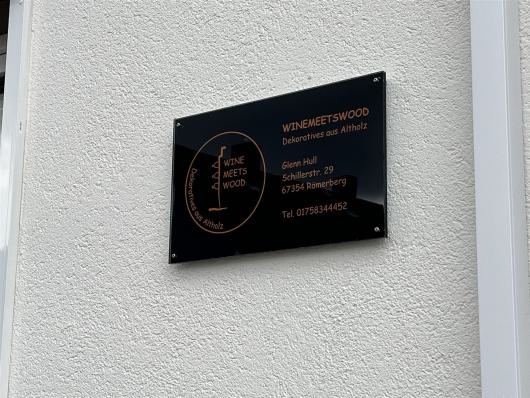 WINE
MEETS
WOOD
Dekoratives aus Altholz
WINEMEETSWOOD
Dekoratives aus Altholz
Glenn Hull
Schillerstr. 29
67354 Römerberg
Tel. 01758344452